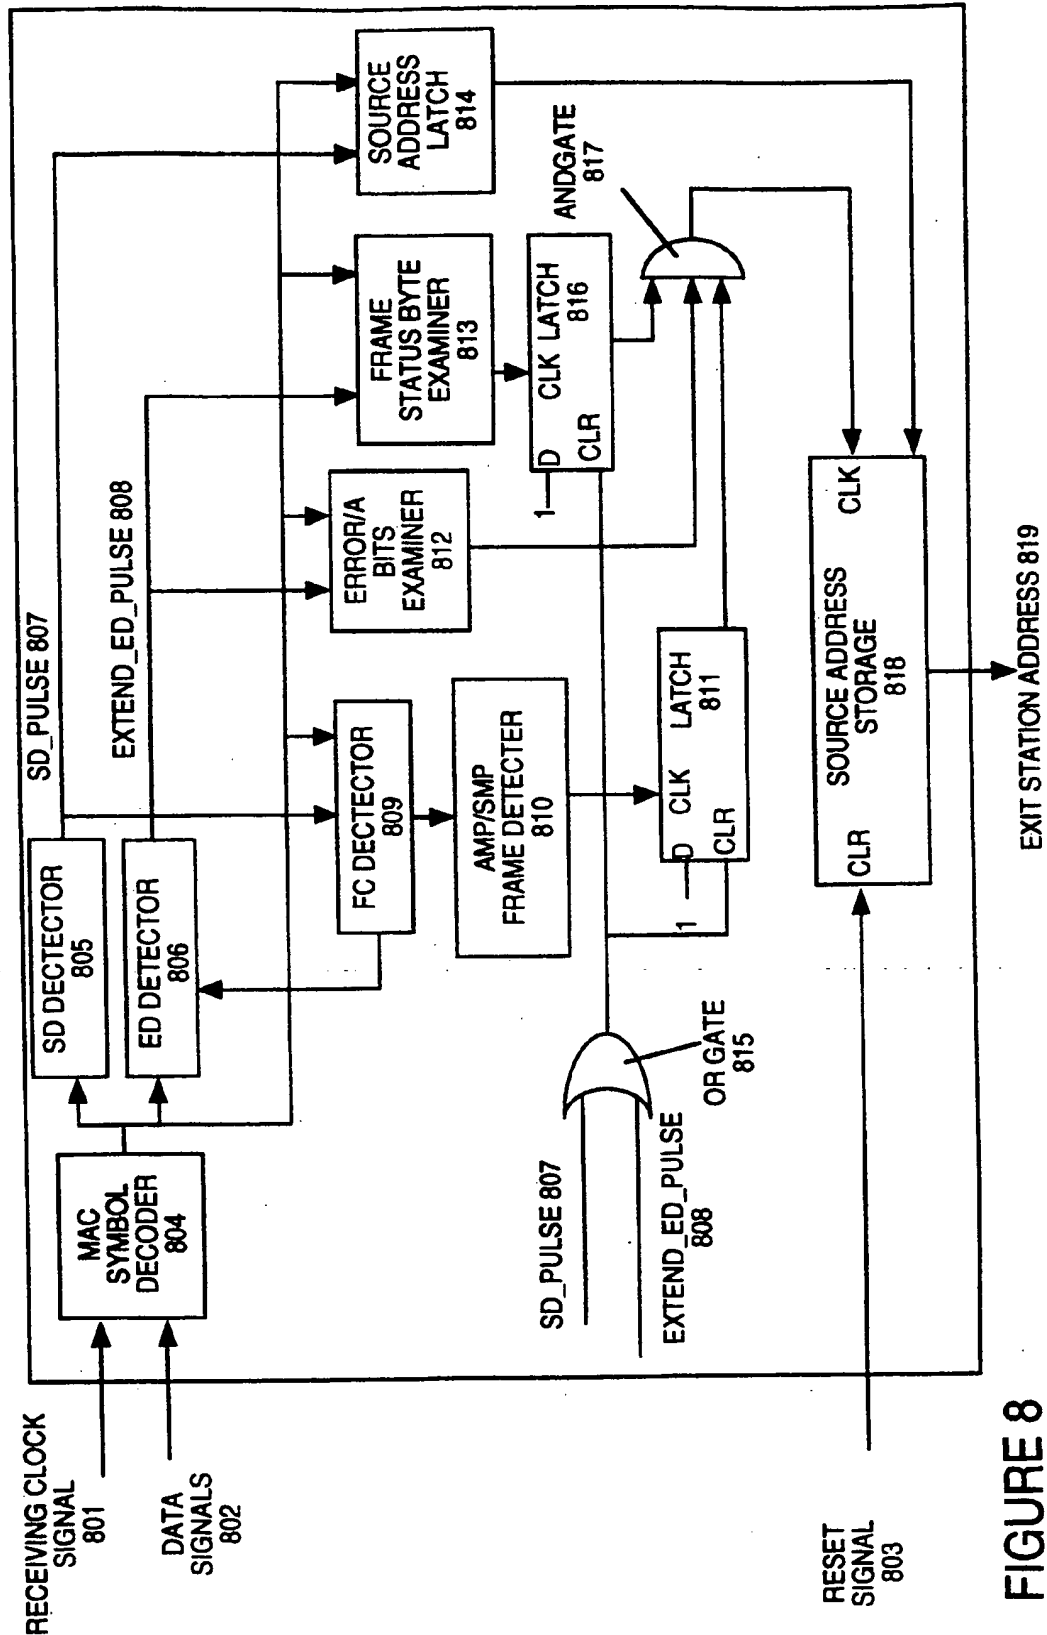 RECEIVING CLOCK
SIGNAL
801
DATA
SIGNALS
802
RESET
SIGNAL
803
MAC
SYMBOL
DECODER
804
SD DECTECTOR
805
ED DETECTOR
806
SD_PULSE 807
EXTEND_ED_PULSE 808
FC DECTECTOR
809
AMP/SMP
FRAME DETECTER
810
ERROR/A
BITS
EXAMINER
812
FRAME
STATUS BYTE
EXAMINER
813
SOURCE
ADDRESS
LATCH
814
1
D
CLK LATCH
816
CLR
ANDGATE
817
1
D
CLK LATCH
811
CLR
SD_PULSE 807
EXTEND_ED_PULSE
808
OR GATE
815
CLR
SOURCE ADDRESS
STORAGE
818
CLK
EXIT STATION ADDRESS 819
FIGURE 8